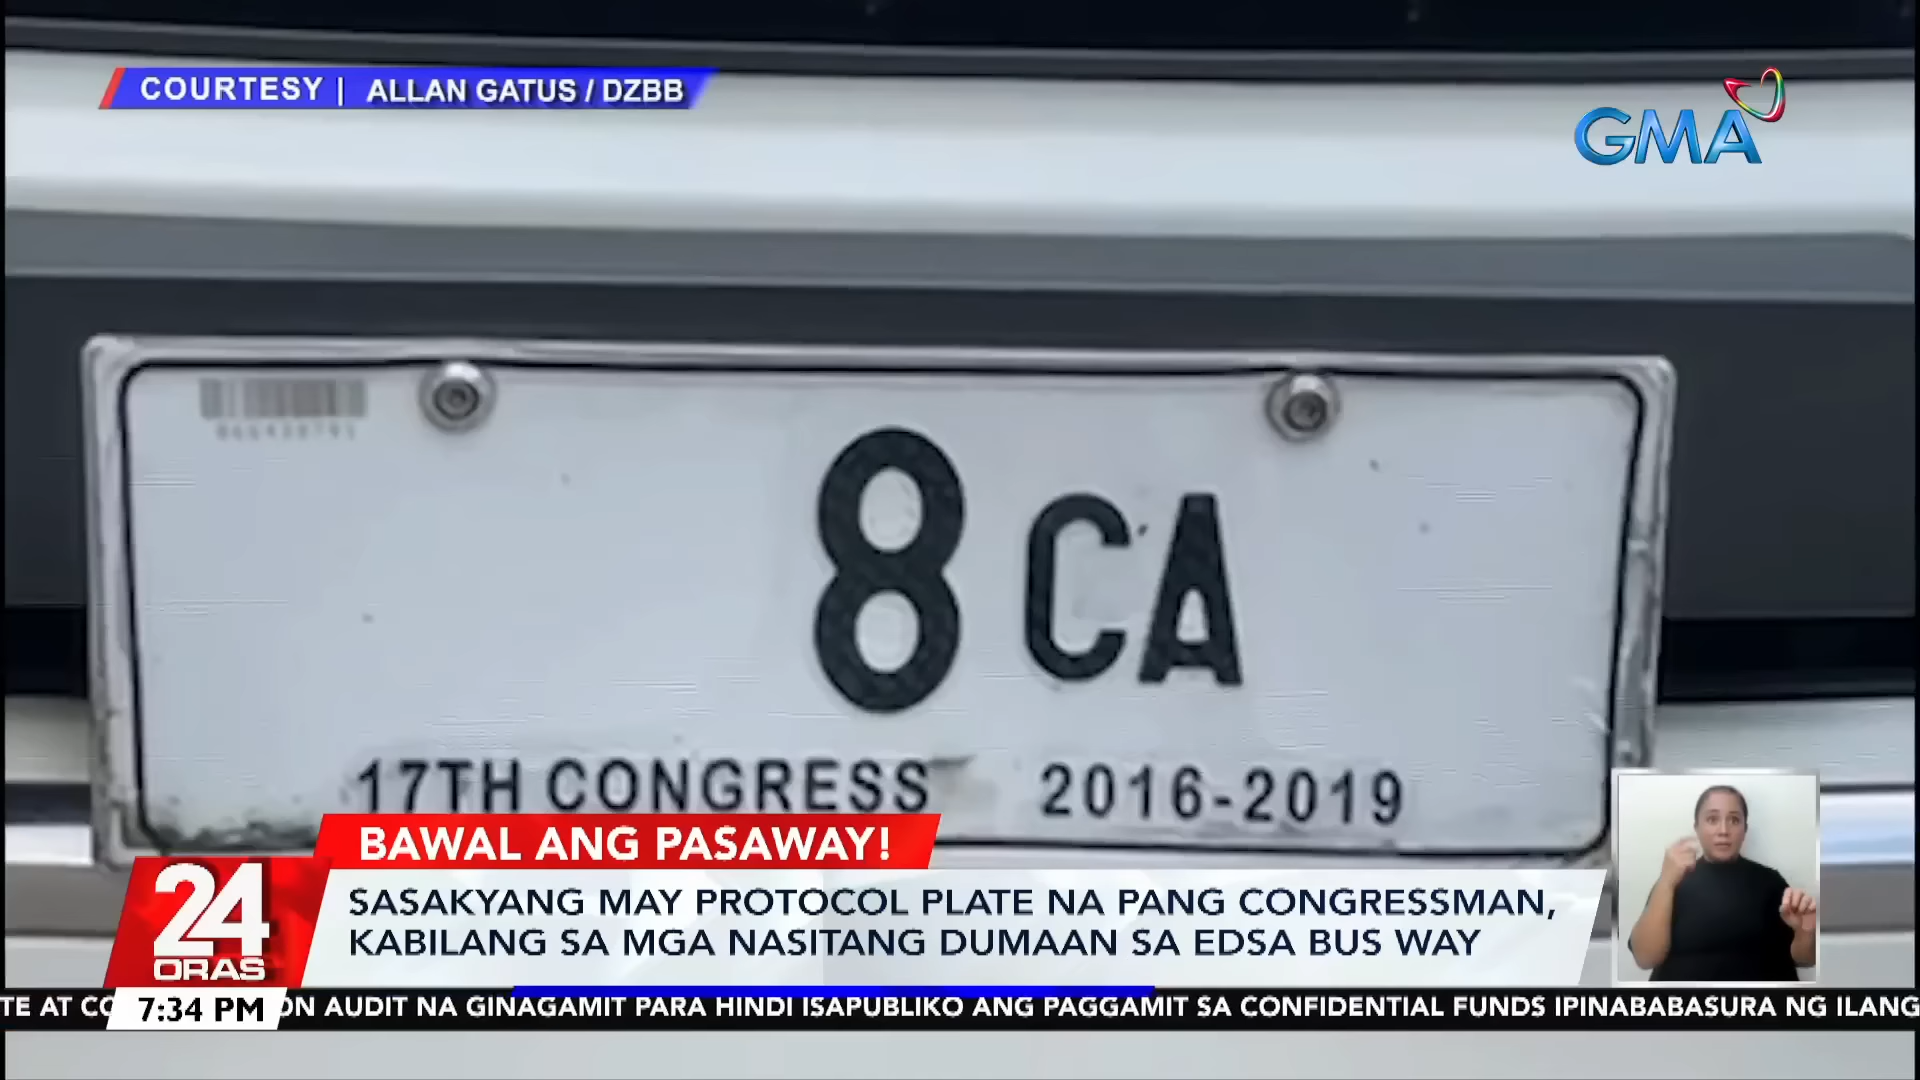 COURTESY | ALLAN GATUS / DZBB
GMA
8 CA
17TH CONGRESS 2016-2019
BAWAL ANG PASAWAY!
24 ORAS
SASAKYANG MAY PROTOCOL PLATE NA PANG CONGRESSMAN,
KABILANG SA MGA NASITANG DUMAAN SA EDSA BUS WAY
7:34 PM
ON AUDIT NA GINAGAMIT PARA HINDI ISAPUBLIKO ANG PAGGAMIT SA CONFIDENTIAL FUNDS IPINABABASURA NG ILANG